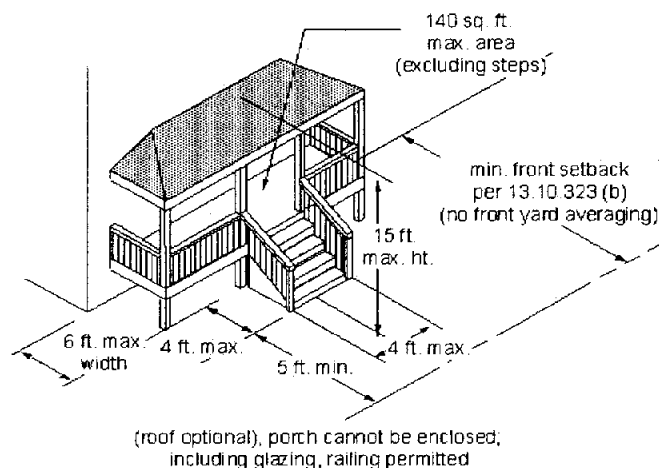 140 sq. ft.
max. area
(excluding steps)
min. front setback
per 13.10.323 (b)
(no front yard averaging)
15 ft.
max. ht.
6 ft. max.
width
4 ft. max.
5 ft. min.
4 ft. max.
(roof optional), porch cannot be enclosed;
including glazing, railing permitted